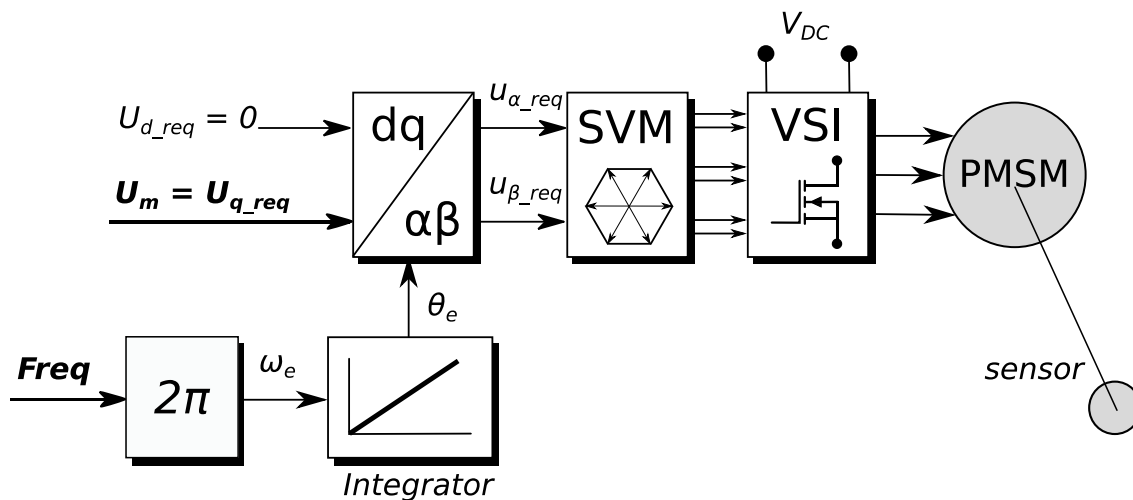 V_DC
U_d_req = 0
dq
u_α_req
SVM
VSI
U_m = U_q_req
αβ
u_β_req
PMSM
θ_e
Freq
2π
ω_e
sensor
Integrator